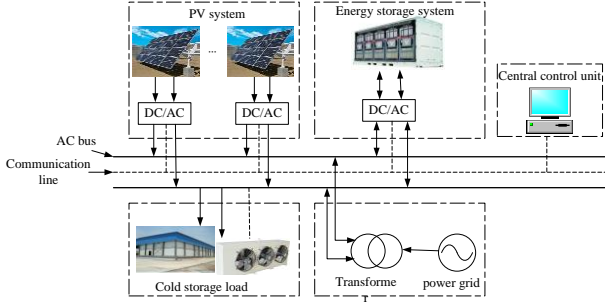 PV system
Energy storage system
...
Central control unit
DC/AC
DC/AC
DC/AC
AC bus
Communication
line
Cold storage load
Transforme
r
power grid